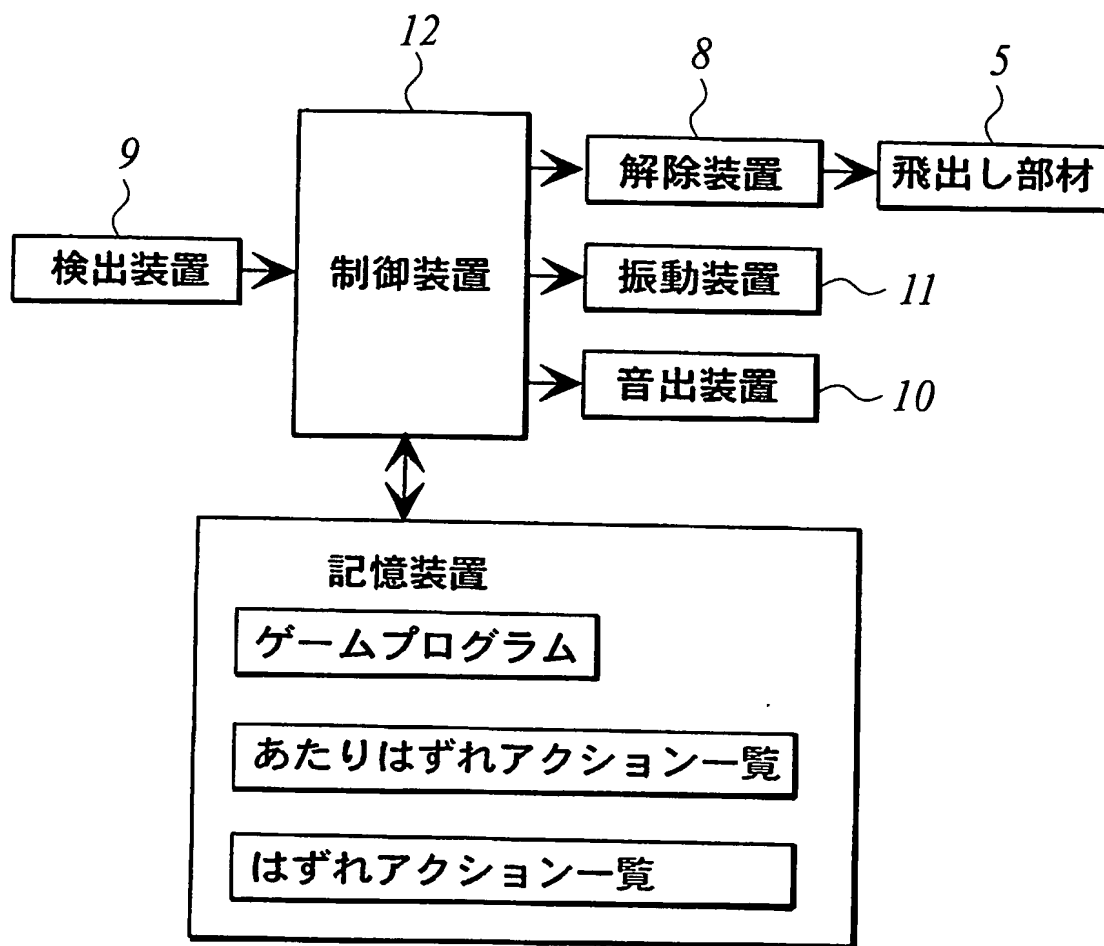 12
8
5
9
解除装置
飛出し部材
検出装置
制御装置
振動装置
11
音出装置
10
記憶装置
ゲームプログラム
あたりはずれアクション一覧
はずれアクション一覧